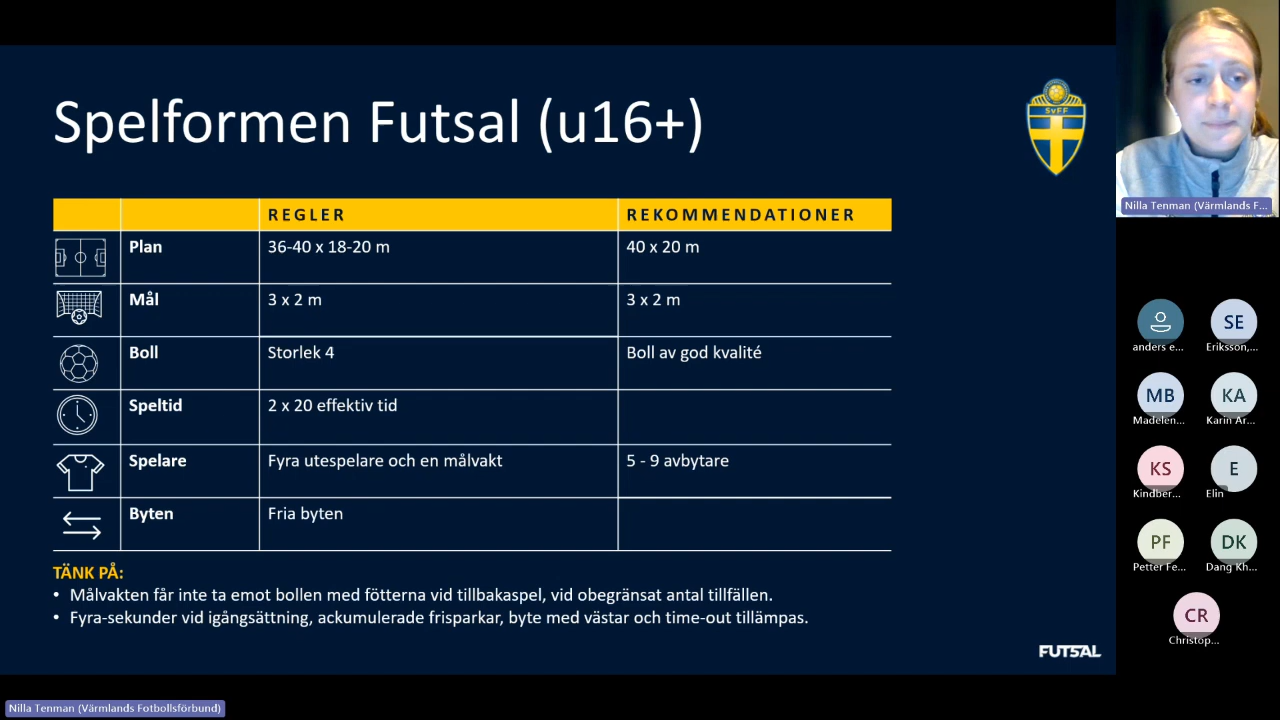 Spelformen Futsal (u16+)
SvFF
REGLER REKOMMENDATIONER
Plan 36-40 x 18-20 m 40 x 20 m
Mål 3 x 2 m 3 x 2 m
Boll Storlek 4 Boll av god kvalité
Speltid 2 x 20 effektiv tid
Spelare Fyra utespelare och en målvakt 5 - 9 avbytare
Byten Fria byten
TÄNK PÅ:
• Målvakten får inte ta emot bollen med fötterna vid tillbakaspel, vid obegränsat antal tillfällen.
• Fyra-sekunder vid igångsättning, ackumulerade frisparkar, byte med västar och time-out tillämpas.
FUTSAL
Nilla Tenman (Värmlands F...
SE
anders e... Eriksson,...
MB KA
Madelen... Karin Ar...
KS E
Kindber... Elin
PF DK
Petter Fe... Dang Kh...
CR
Christop...
Nilla Tenman (Värmlands Fotbollsförbund)